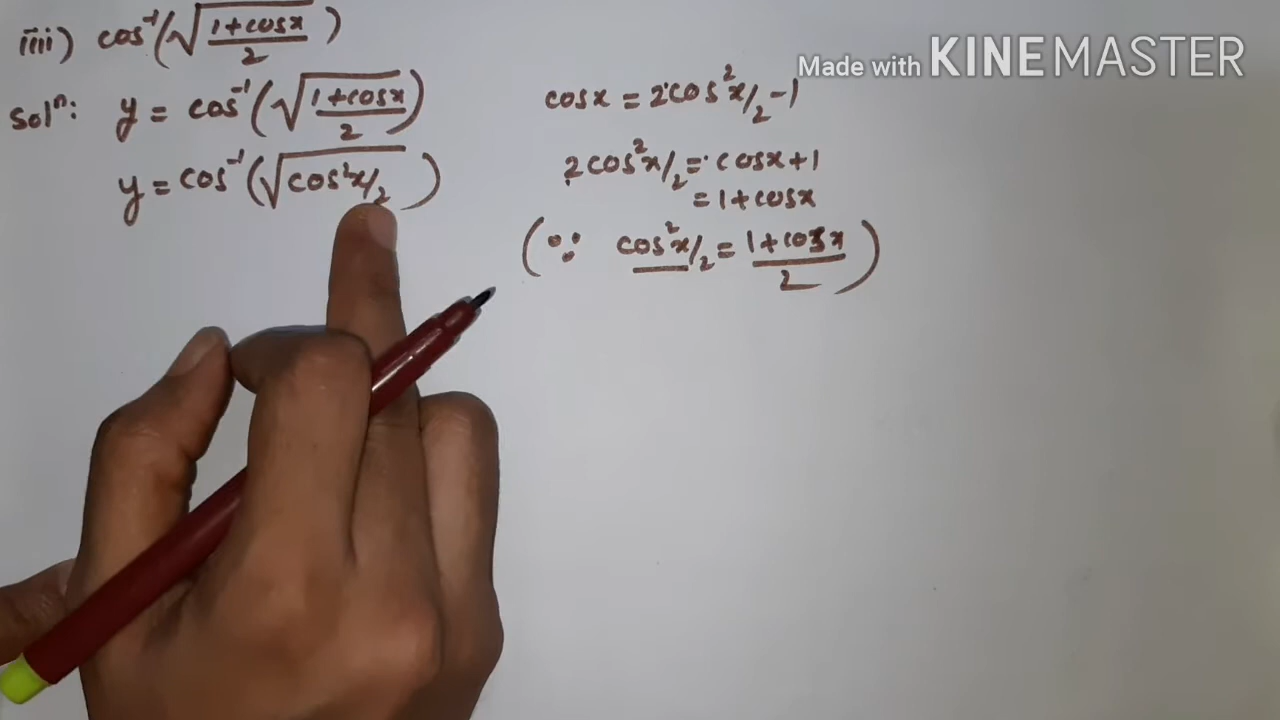 iiii) cos⁻¹(√(1+cosx)/2)
Solⁿ: y = cos⁻¹(√(1+cosx)/2)
y = cos⁻¹(√cos²x/2)
cosx = 2cos²x/2 -1
2cos²x/2 = cosx+1
= 1+cosx
(∵ cos²x/2 = (1+cosx)/2)
Made with KINEMASTER